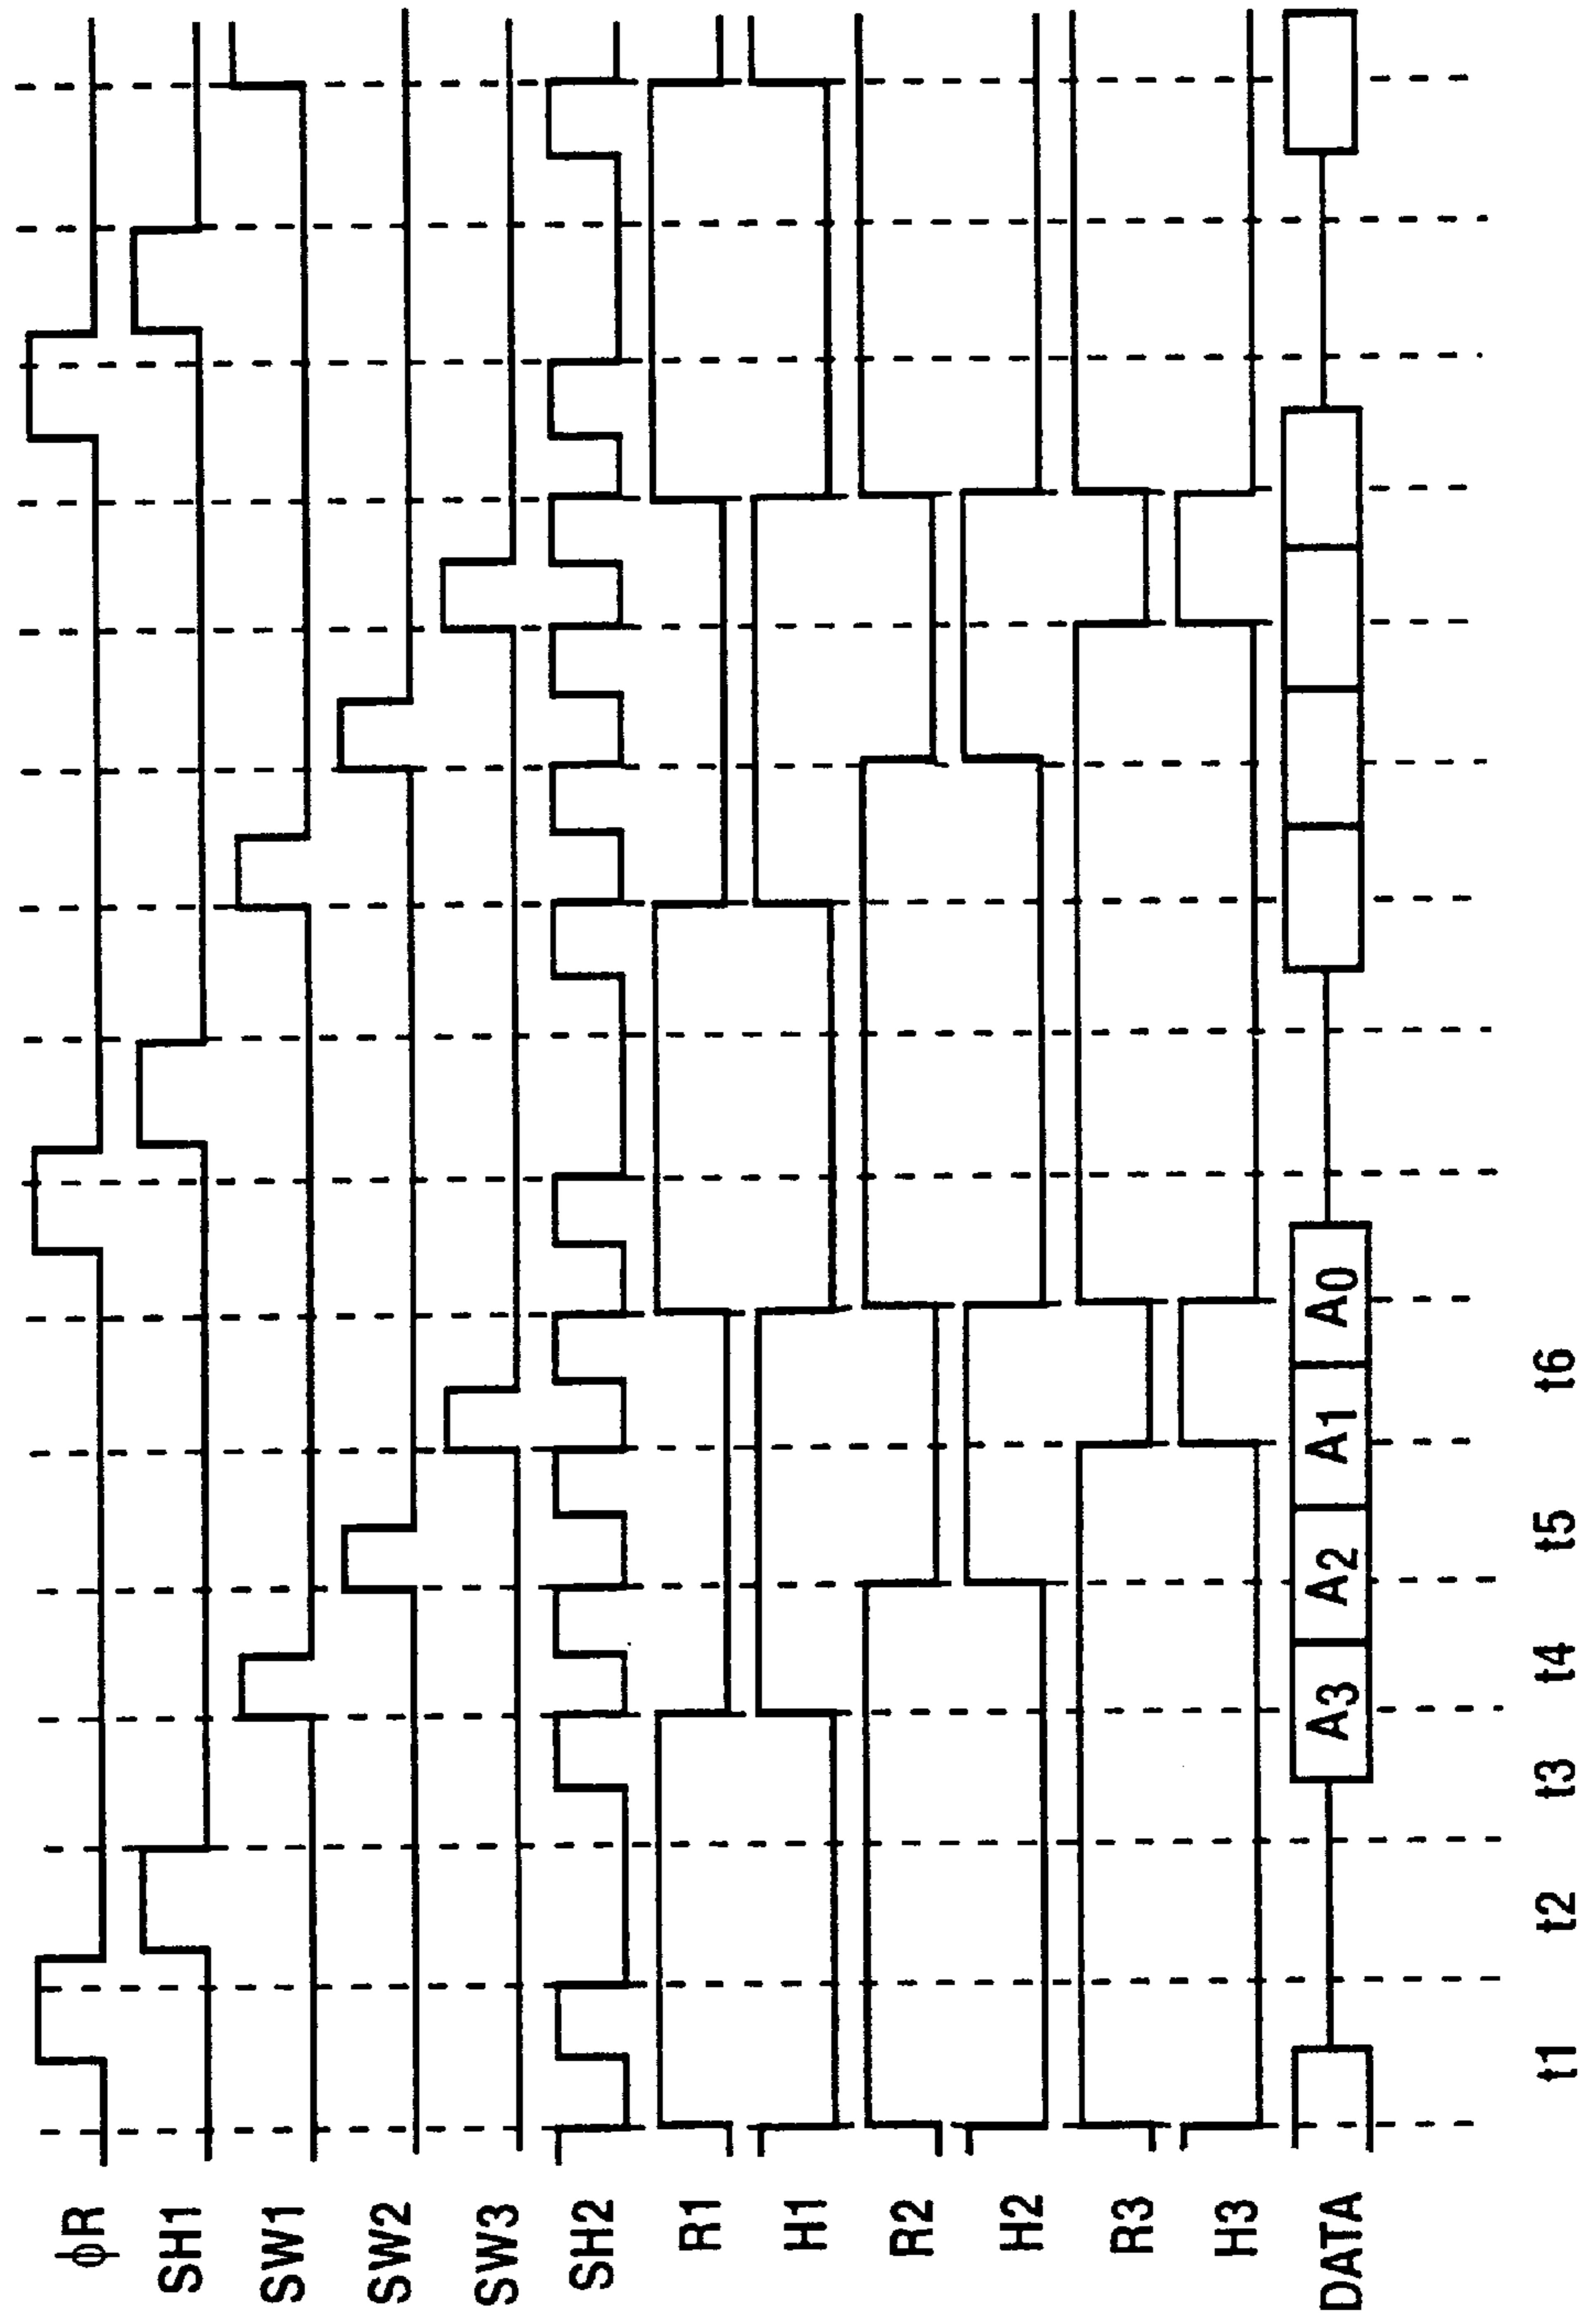 ϕR
SH1
SW1
SW2
SW3
SH2
R1
H1
R2
H2
R3
H3
DATA
A3 A2 A1 A0
t1 t2 t3 t4 t5 t6